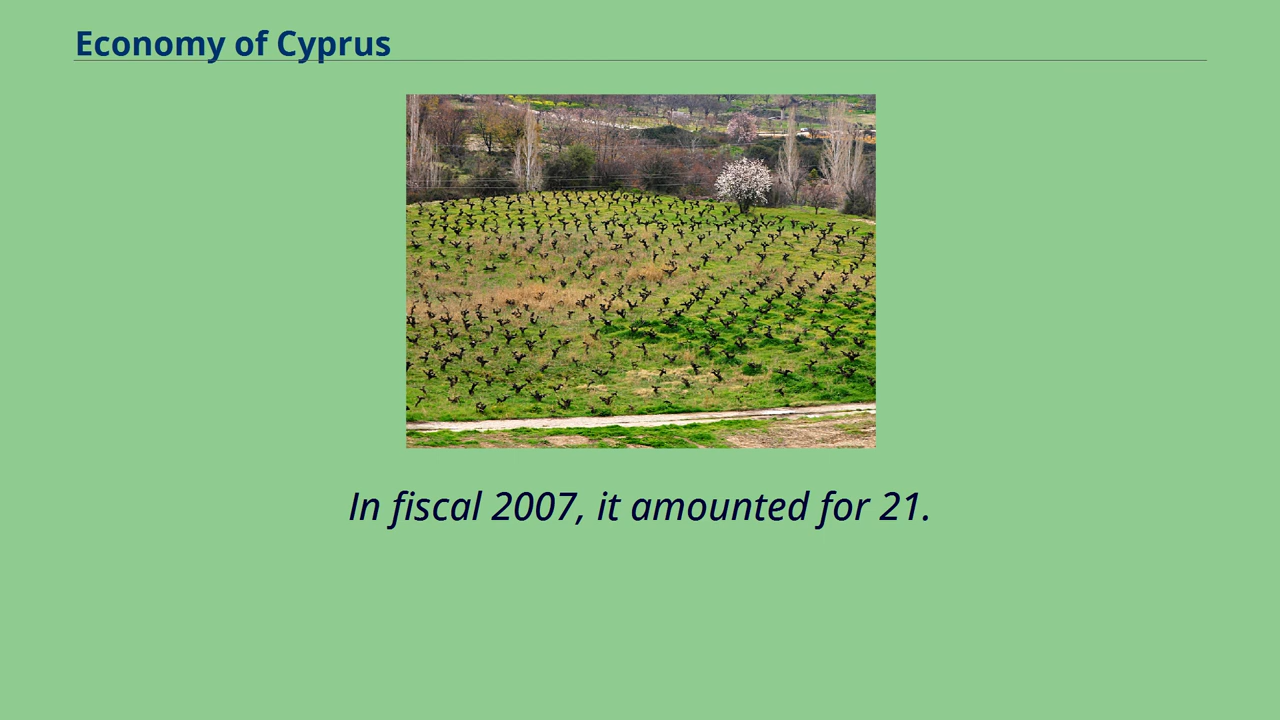 Economy of Cyprus
In fiscal 2007, it amounted for 21.